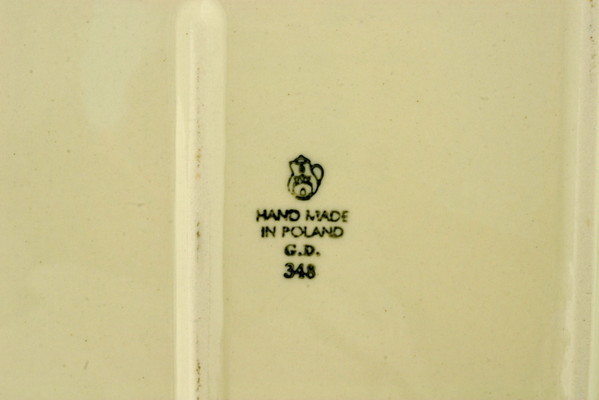 HAND MADE
IN POLAND
G.D.
348